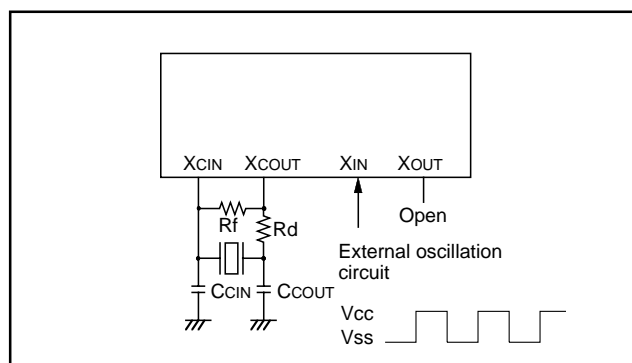 XCIN XCOUT XIN XOUT
Rf
Rd
Open
External oscillation
circuit
CCIN CCOUT
Vcc
Vss